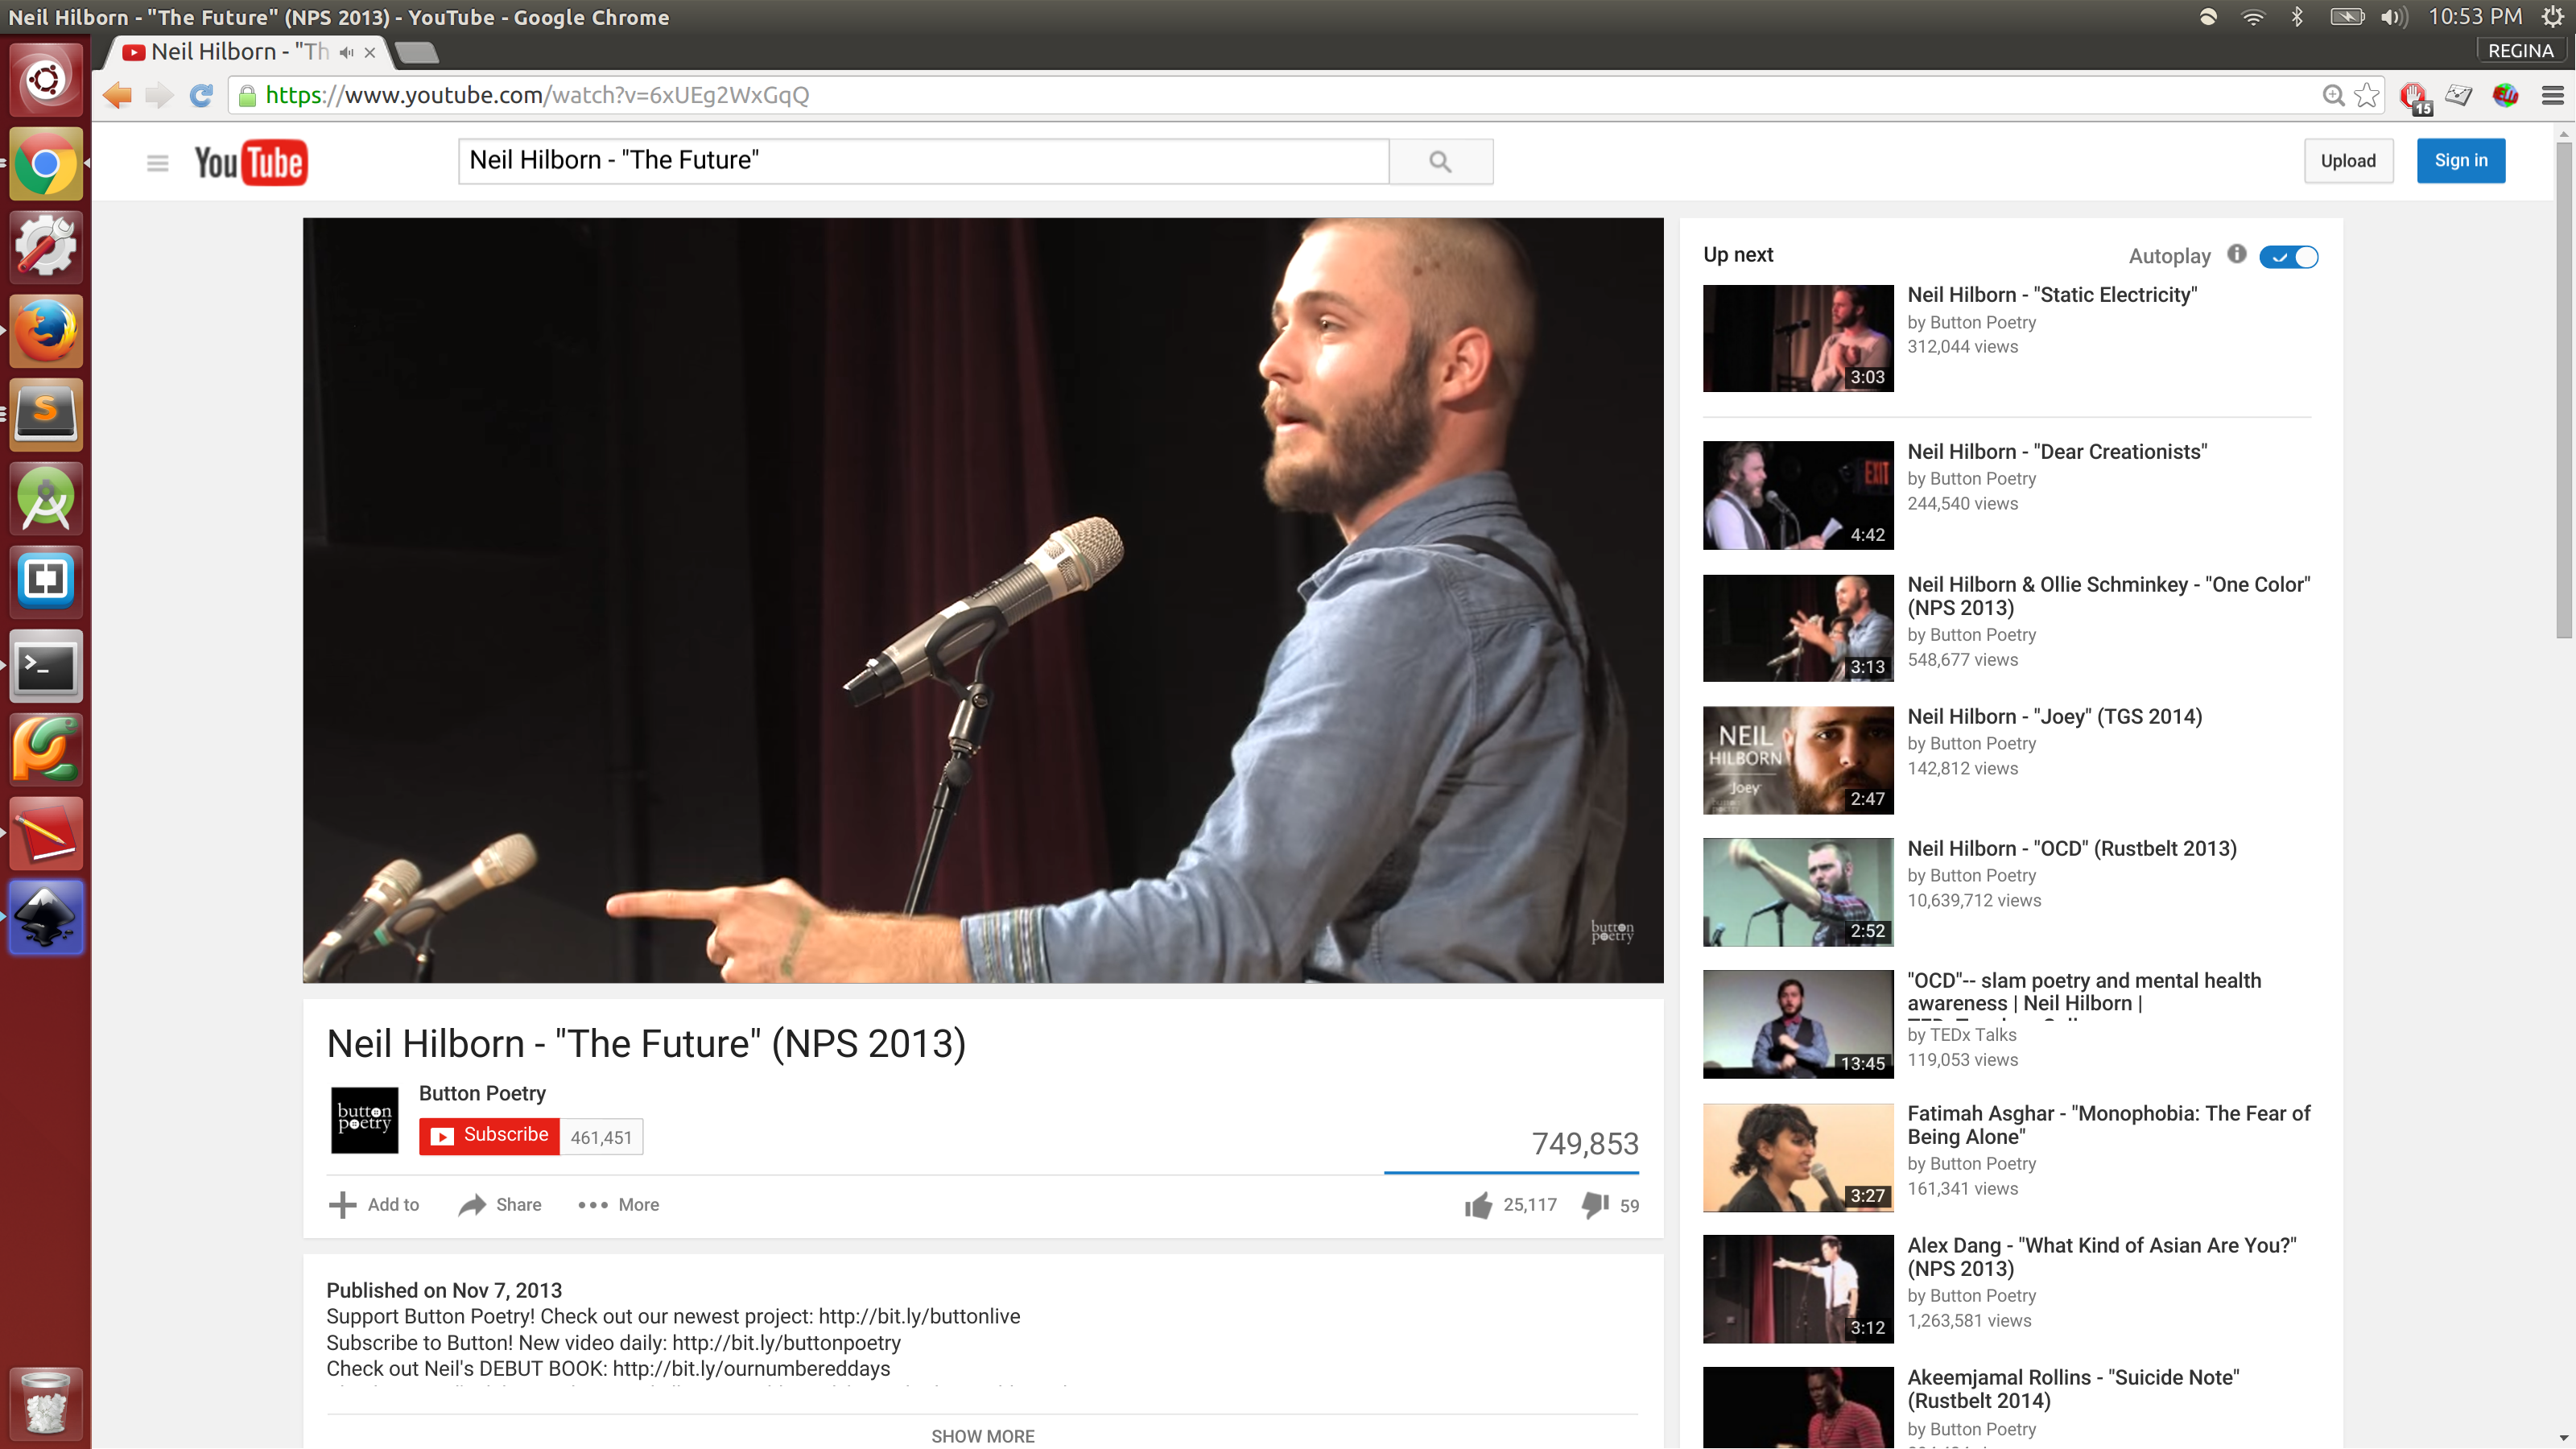 Neil Hilborn - "The Future" (NPS 2013) - YouTube - Google Chrome
10:53 PM
Neil Hilborn - "Th
REGINA
https://www.youtube.com/watch?v=6xUEg2WxGqQ
15
YouTube
Neil Hilborn - "The Future"
Upload
Sign in
button
poetry
Neil Hilborn - "The Future" (NPS 2013)
button
poetry
Button Poetry
Subscribe
461,451
749,853
Add to
Share
More
25,117
59
Published on Nov 7, 2013
Support Button Poetry! Check out our newest project: http://bit.ly/buttonlive
Subscribe to Button! New video daily: http://bit.ly/buttonpoetry
Check out Neil's DEBUT BOOK: http://bit.ly/ournumbereddays
SHOW MORE
Up next
Autoplay
Neil Hilborn - "Static Electricity"
by Button Poetry
312,044 views
3:03
Neil Hilborn - "Dear Creationists"
by Button Poetry
244,540 views
EXIT
4:42
Neil Hilborn & Ollie Schminkey - "One Color"
(NPS 2013)
by Button Poetry
548,677 views
3:13
Neil Hilborn - "Joey" (TGS 2014)
by Button Poetry
142,812 views
NEIL
HILBORN
Joey
2:47
Neil Hilborn - "OCD" (Rustbelt 2013)
by Button Poetry
10,639,712 views
2:52
"OCD"-- slam poetry and mental health
awareness | Neil Hilborn |
by TEDx Talks
119,053 views
13:45
Fatimah Asghar - "Monophobia: The Fear of
Being Alone"
by Button Poetry
161,341 views
3:27
Alex Dang - "What Kind of Asian Are You?"
(NPS 2013)
by Button Poetry
1,263,581 views
3:12
Akeemjamal Rollins - "Suicide Note"
(Rustbelt 2014)
by Button Poetry